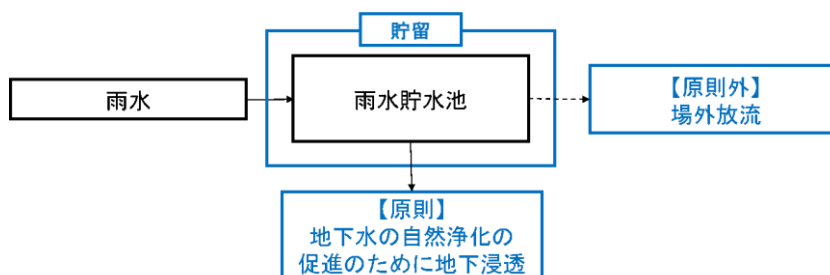 貯留
雨水
雨水貯水池
【原則外】
場外放流
【原則】
地下水の自然浄化の
促進のために地下浸透